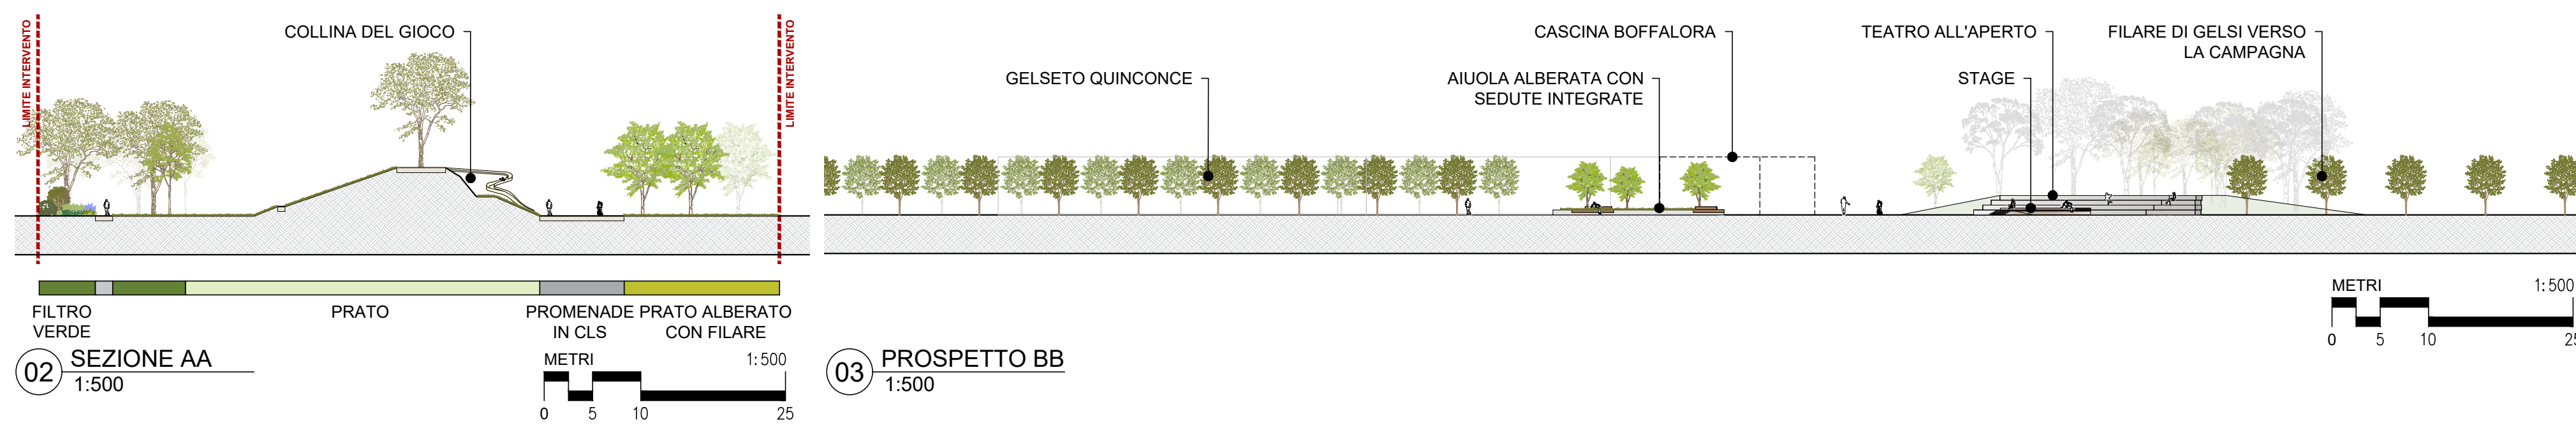 LIMITE INTERVENTO
COLLINA DEL GIOCO
LIMITE INTERVENTO
FILTRO
VERDE
PRATO
PROMENADE
IN CLS
PRATO ALBERATO
CON FILARE
02
SEZIONE AA
1:500
METRI
1:500
0 5 10 25
GELSETO QUINCONCE
CASCINA BOFFALORA
AIUOLA ALBERATA CON
SEDUTE INTEGRATE
TEATRO ALL'APERTO
STAGE
FILARE DI GELSI VERSO
LA CAMPAGNA
03
PROSPETTO BB
1:500
METRI
1:500
0 5 10 25